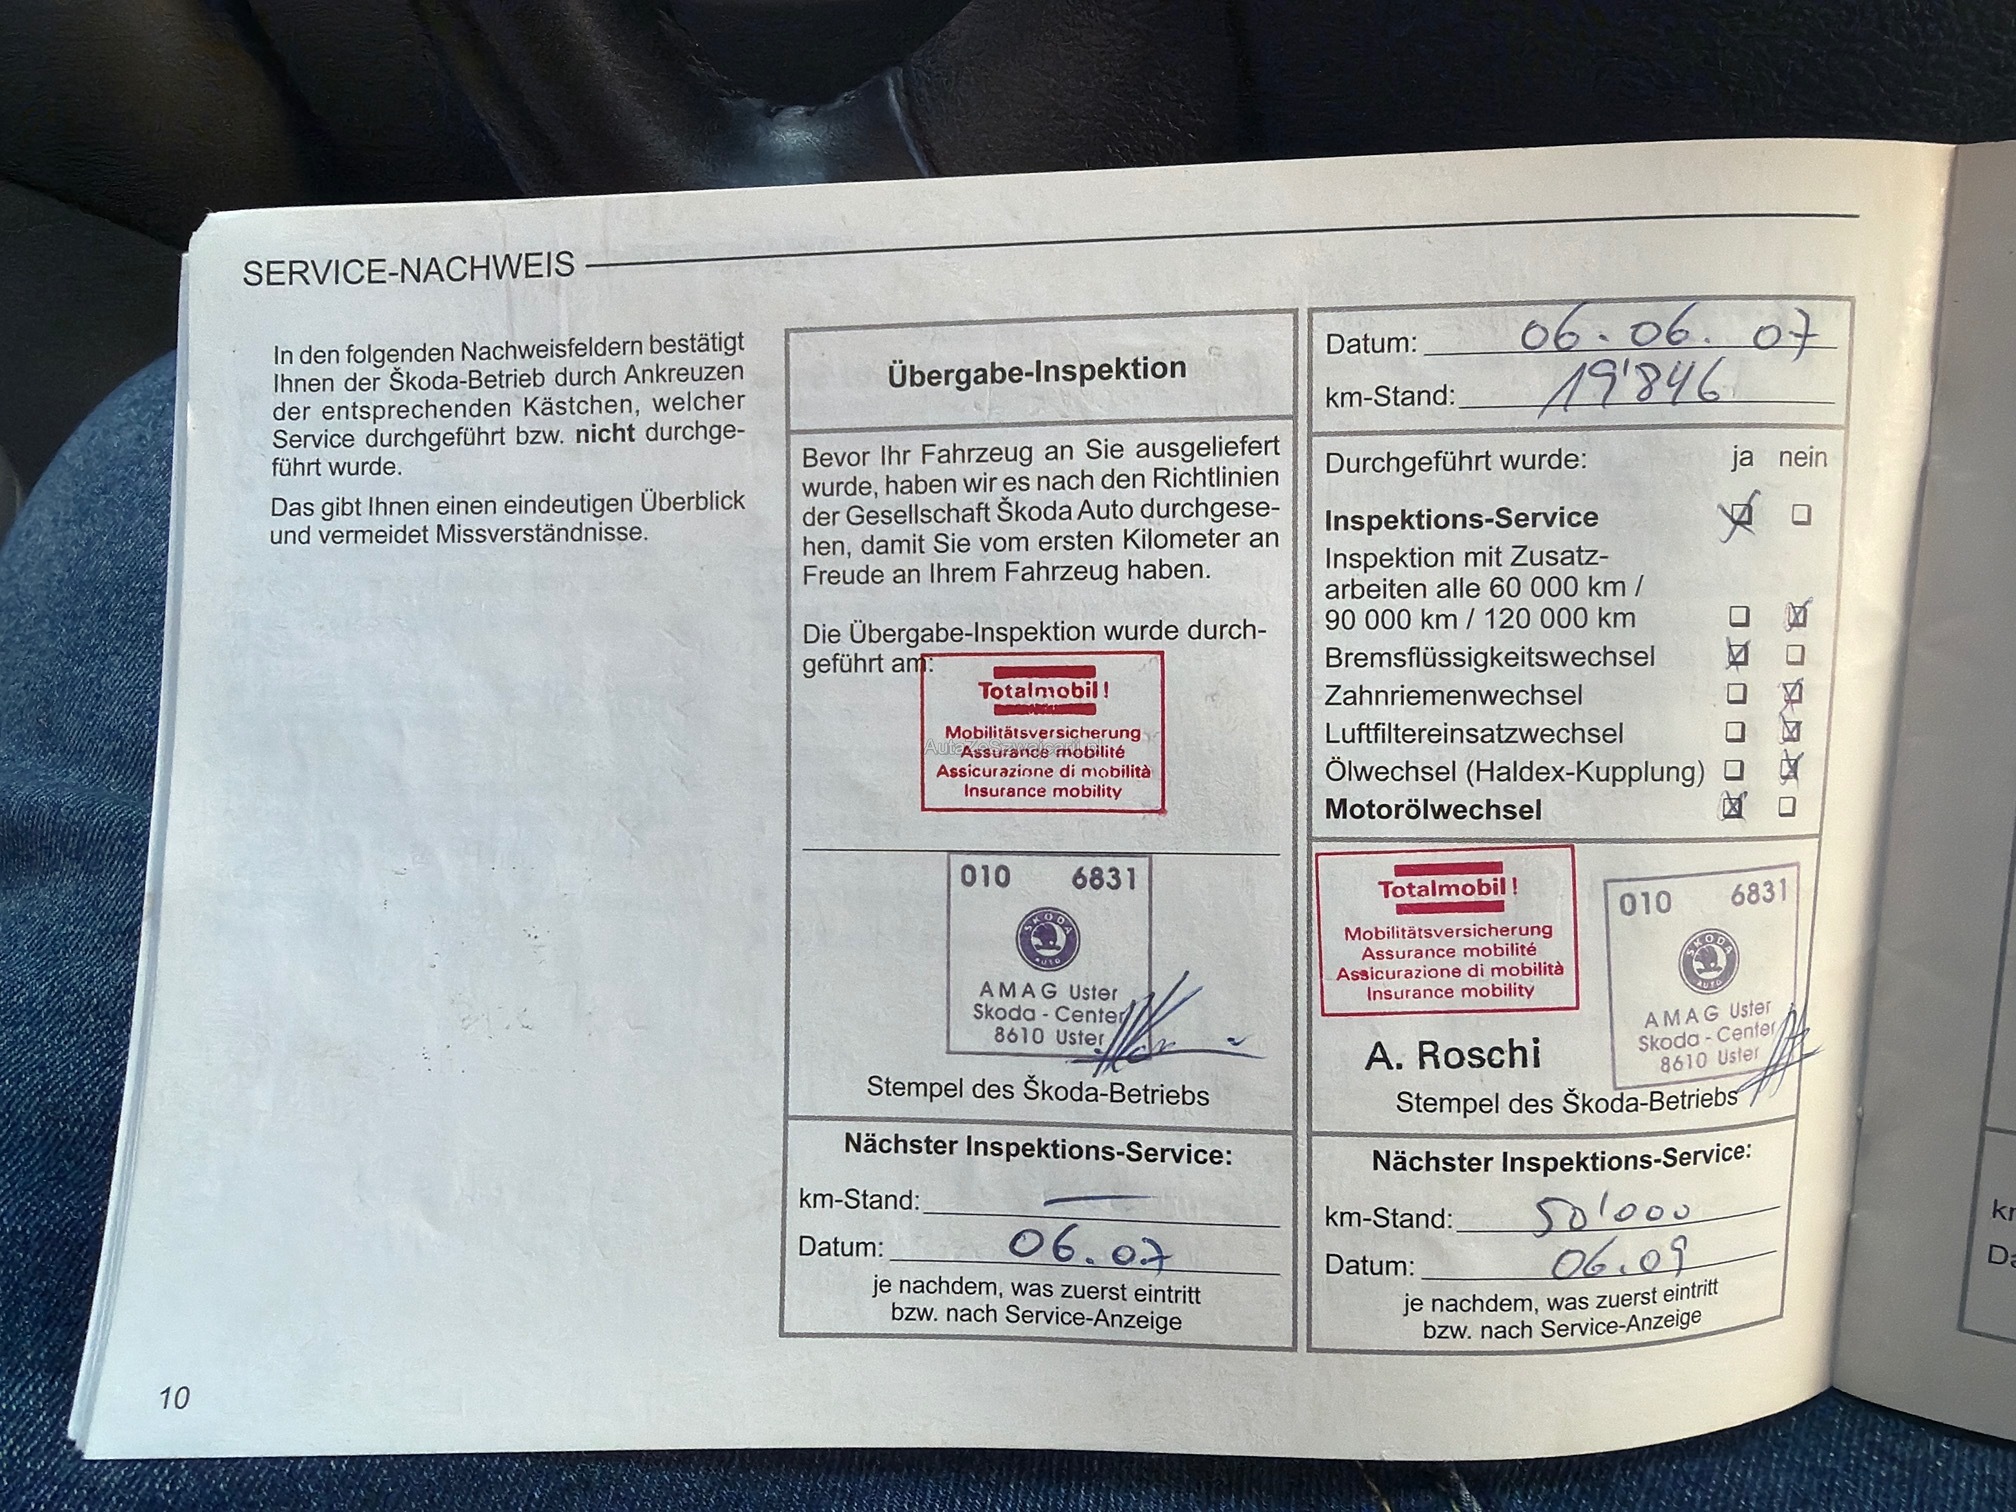 SERVICE-NACHWEIS
In den folgenden Nachweisfeldern bestätigt
Ihnen der Škoda-Betrieb durch Ankreuzen
der entsprechenden Kästchen, welcher
Service durchgeführt bzw. nicht durchge-
führt wurde.
Das gibt Ihnen einen eindeutigen Überblick
und vermeidet Missverständnisse.
Übergabe-Inspektion
Bevor Ihr Fahrzeug an Sie ausgeliefert
wurde, haben wir es nach den Richtlinien
der Gesellschaft Škoda Auto durchgese-
hen, damit Sie vom ersten Kilometer an
Freude an Ihrem Fahrzeug haben.
Die Übergabe-Inspektion wurde durch-
geführt am:
Totalmobil!
Mobilitätsversicherung
AutaZeSzwajcarii.pl
Assurance mobilité
Assicurazione di mobilità
Insurance mobility
010 6831
SKODA
AUTO
AMAG Uster
Skoda - Center
8610 Uster
Stempel des Škoda-Betriebs
Nächster Inspektions-Service:
km-Stand: —
Datum: 06.07
je nachdem, was zuerst eintritt
bzw. nach Service-Anzeige
Datum: 06.06.07
km-Stand: 19'846
Durchgeführt wurde: ja nein
Inspektions-Service
Inspektion mit Zusatz-
arbeiten alle 60 000 km /
90 000 km / 120 000 km
Bremsflüssigkeitswechsel
Zahnriemenwechsel
Luftfiltereinsatzwechsel
Ölwechsel (Haldex-Kupplung)
Motorölwechsel
Totalmobil!
Mobilitätsversicherung
Assurance mobilité
Assicurazione di mobilità
Insurance mobility
010 6831
SKODA
AUTO
AMAG Uster
Skoda - Center
8610 Uster
A. Roschi
Stempel des Škoda-Betriebs
Nächster Inspektions-Service:
km-Stand: 50'000
Datum: 06.09
je nachdem, was zuerst eintritt
bzw. nach Service-Anzeige
10